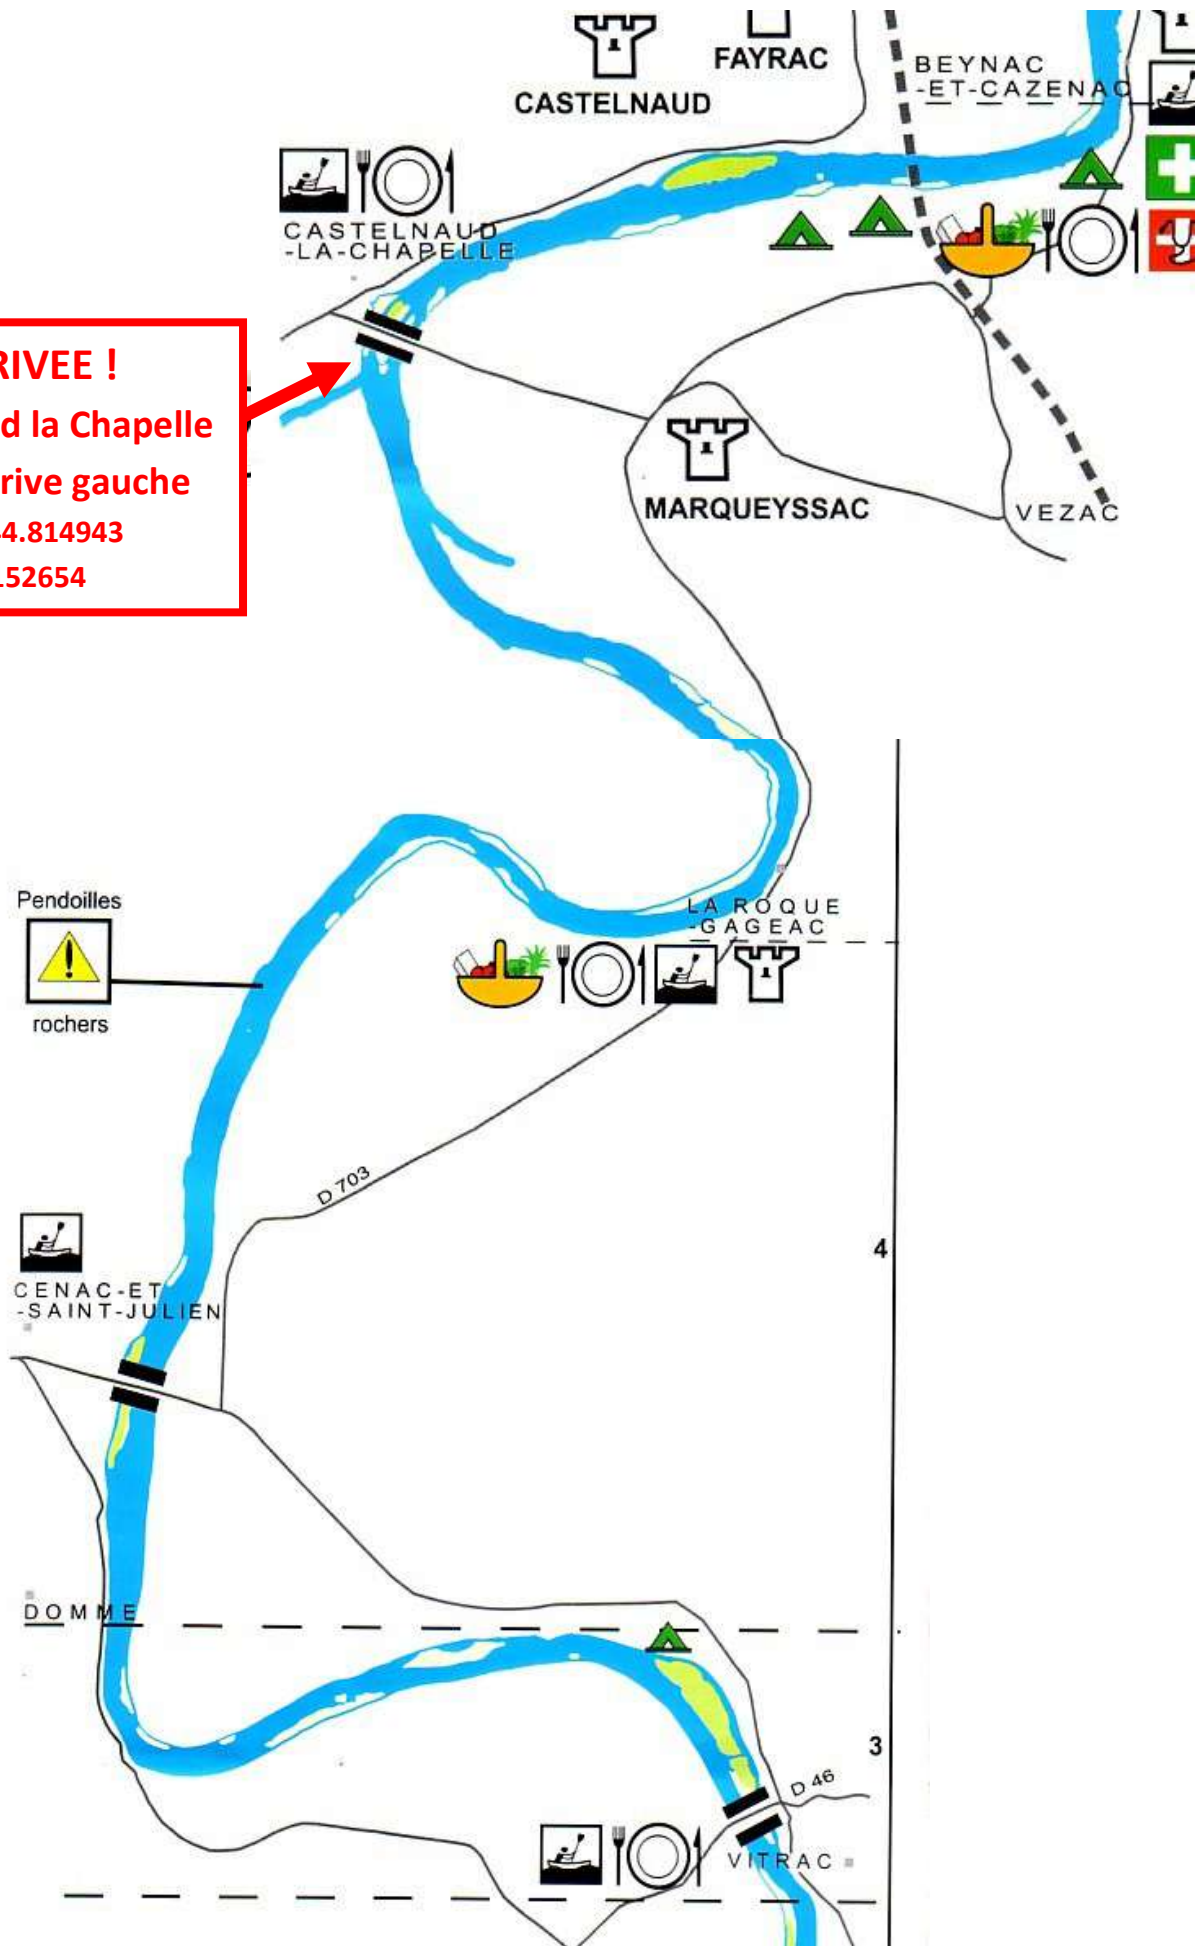 FAYRAC
CASTELNAUD
BEYNAC
-ET-CAZENAC
CASTELNAUD
-LA-CHAPELLE
RIVEE !
d la Chapelle
rive gauche
4.814943
152654
MARQUEYSSAC
VEZAC
Pendoilles
rochers
LA ROQUE
-GAGEAC
D 703
4
CENAC-ET
-SAINT-JULIEN
DOMME
3
D 46
VITRAC